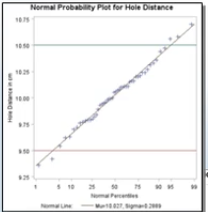 Normal Probability Plot for Hole Distance
10.75
10.50
10.25
10.00
9.75
9.50
9.25
Hole Distance in cm
1 5 10 25 50 75 90 95 99
Normal Percentiles
Normal Line: Mu=10.027, Sigma=0.2889